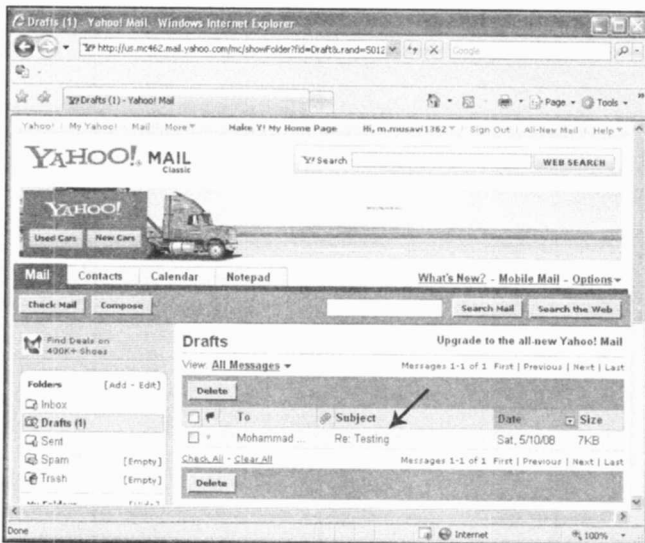 Drafts (1) - Yahoo! Mail - Windows Internet Explorer
http://us.mc462.mail.yahoo.com/mc/showFolder?fid=Draft&.rand=5012
Google
Drafts (1) - Yahoo! Mail
Page
Tools
Yahoo! My Yahoo! Mail More Make Y! My Home Page Hi, m.musavi1362 Sign Out All-New Mail Help
YAHOO! MAIL
Classic
Search
WEB SEARCH
YAHOO!
Used Cars New Cars
Mail Contacts Calendar Notepad What's New? - Mobile Mail - Options
Check Mail Compose Search Mail Search the Web
Find Deals on
400K+ Shoes
Drafts Upgrade to the all-new Yahoo! Mail
View: All Messages Messages 1-1 of 1 First | Previous | Next | Last
Folders [Add - Edit]
Delete
Inbox
To Subject Date Size
Drafts (1)
Mohammad ... Re: Testing Sat, 5/10/08 7KB
Sent
Spam [Empty]
Check All - Clear All Messages 1-1 of 1 First | Previous | Next | Last
Trash [Empty]
Delete
My Folders
Done Internet 100%